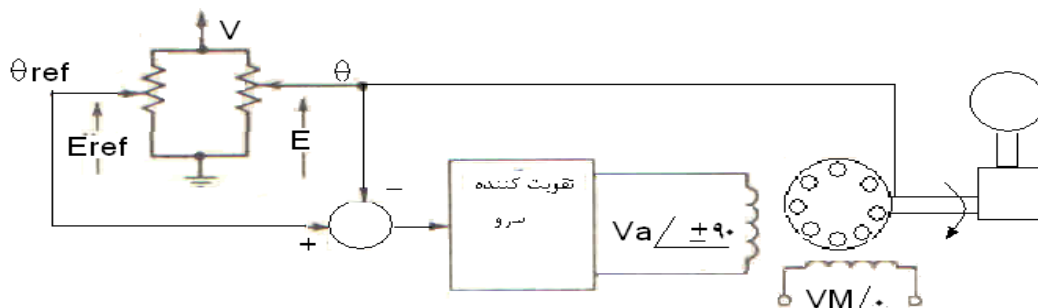 V
θref
θ
Eref
E
تقویت کننده
سرو
−
+
Va/±۹۰
VM/۰